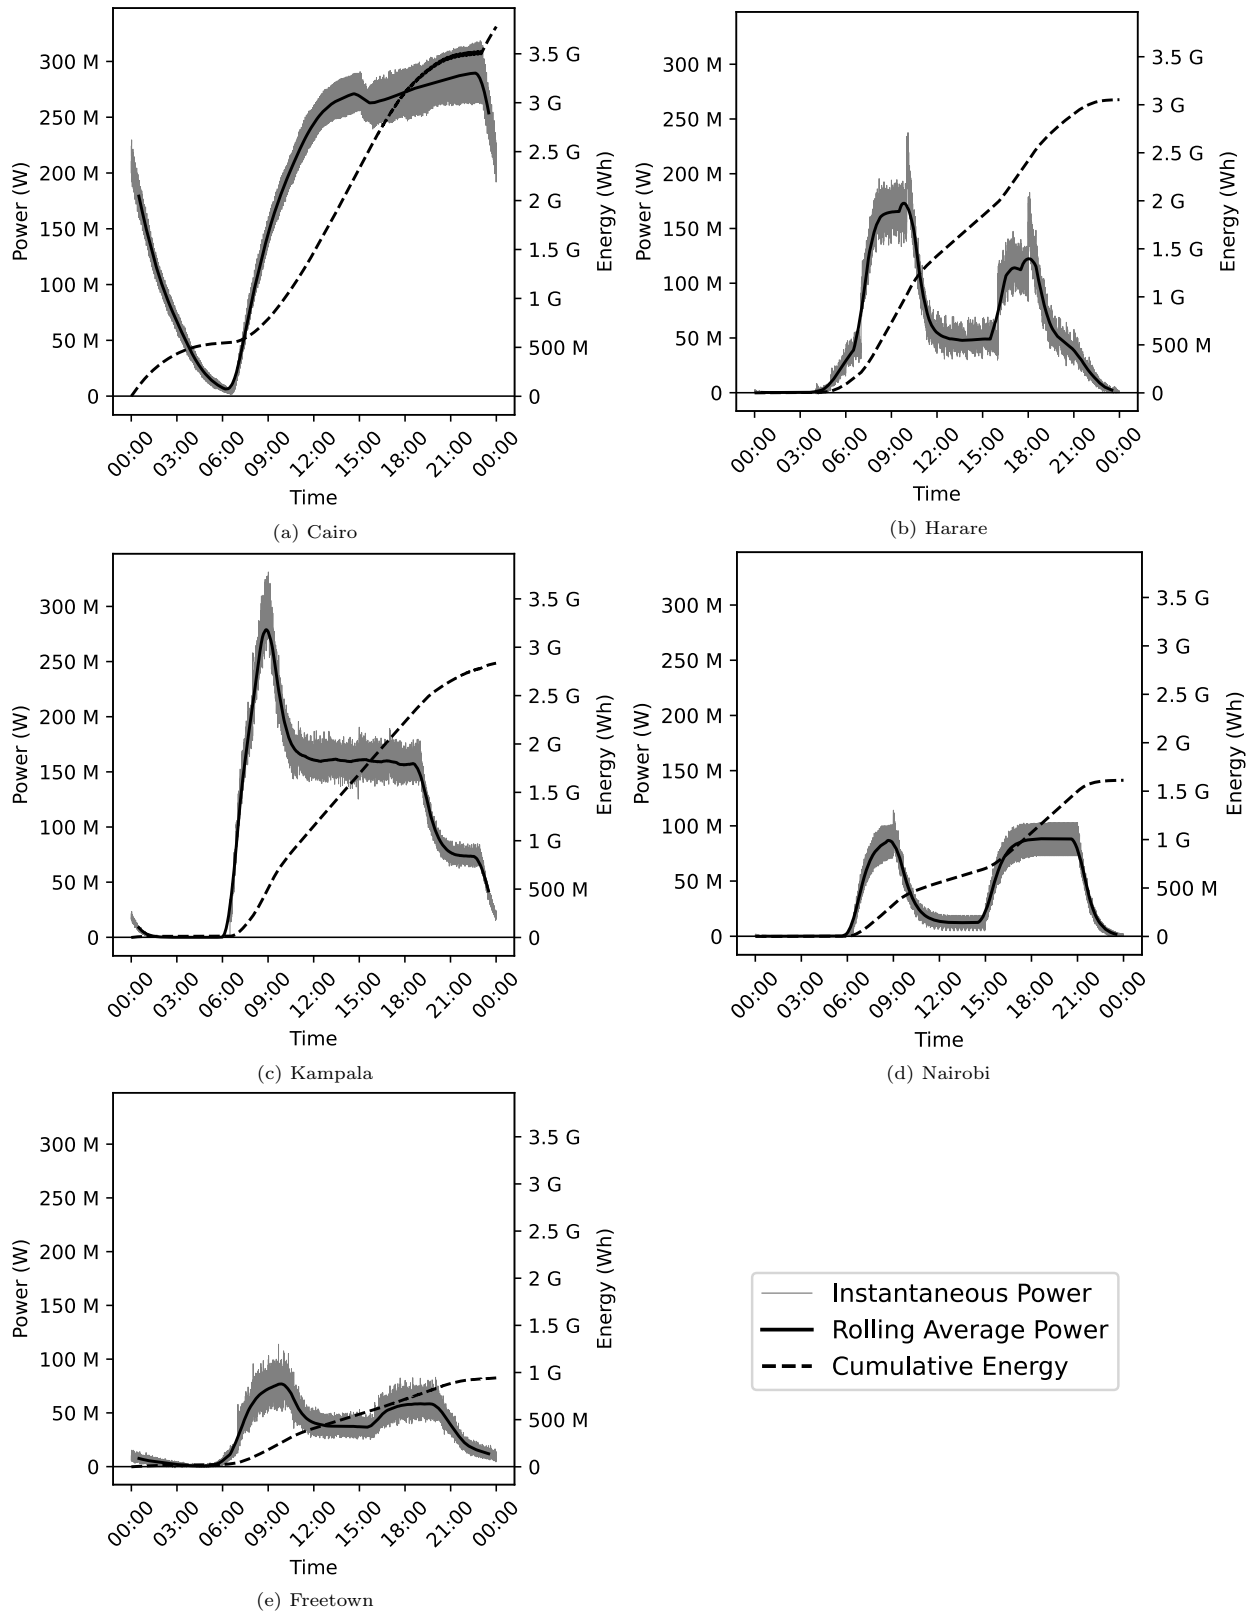 300 M
250 M
200 M
150 M
100 M
50 M
0
Power (W)
3.5 G
3 G
2.5 G
2 G
1.5 G
1 G
500 M
0
Energy (Wh)
00:00
03:00
06:00
09:00
12:00
15:00
18:00
21:00
00:00
Time
(a) Cairo
300 M
250 M
200 M
150 M
100 M
50 M
0
Power (W)
3.5 G
3 G
2.5 G
2 G
1.5 G
1 G
500 M
0
Energy (Wh)
00:00
03:00
06:00
09:00
12:00
15:00
18:00
21:00
00:00
Time
(b) Harare
300 M
250 M
200 M
150 M
100 M
50 M
0
Power (W)
3.5 G
3 G
2.5 G
2 G
1.5 G
1 G
500 M
0
Energy (Wh)
00:00
03:00
06:00
09:00
12:00
15:00
18:00
21:00
00:00
Time
(c) Kampala
300 M
250 M
200 M
150 M
100 M
50 M
0
Power (W)
3.5 G
3 G
2.5 G
2 G
1.5 G
1 G
500 M
0
Energy (Wh)
00:00
03:00
06:00
09:00
12:00
15:00
18:00
21:00
00:00
Time
(d) Nairobi
300 M
250 M
200 M
150 M
100 M
50 M
0
Power (W)
3.5 G
3 G
2.5 G
2 G
1.5 G
1 G
500 M
0
Energy (Wh)
00:00
03:00
06:00
09:00
12:00
15:00
18:00
21:00
00:00
Time
(e) Freetown
Instantaneous Power
Rolling Average Power
Cumulative Energy